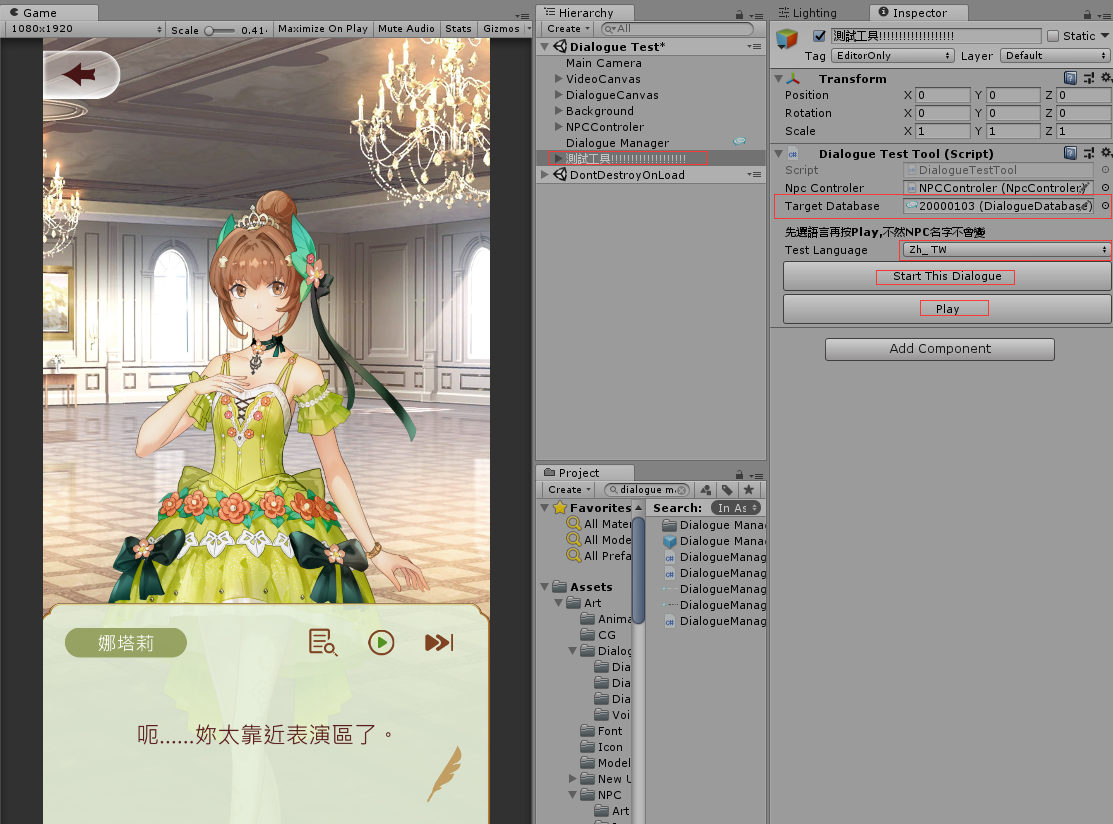 Game
1080x1920
Scale
0.41
Maximize On Play
Mute Audio
Stats
Gizmos
娜塔莉
呃......妳太靠近表演區了。
Hierarchy
Create
All
Dialogue Test*
Main Camera
VideoCanvas
DialogueCanvas
Background
NPCControler
Dialogue Manager
測試工具!!!!!!!!!!!!!!!!!!!
DontDestroyOnLoad
Project
Create
dialogue m
Favorites
All Mater
All Mode
All Prefa
Assets
Art
Anima
CG
Dialog
Dia
Dia
Dia
Voi
Font
Icon
Model
New U
NPC
Art
Search:
In As
Dialogue Mana
Dialogue Mana
DialogueManag
DialogueManag
DialogueManag
DialogueManag
DialogueManag
Lighting
Inspector
測試工具!!!!!!!!!!!!!!!!!!!
Static
Tag
EditorOnly
Layer
Default
Transform
Position
X 0
Y 0
Z 0
Rotation
X 0
Y 0
Z 0
Scale
X 1
Y 1
Z 1
Dialogue Test Tool (Script)
Script
DialogueTestTool
Npc Controler
NPCControler (NpcControler)
Target Database
20000103 (DialogueDatabase)
先選語言再按Play,不然NPC名字不會變
Test Language
Zh_TW
Start This Dialogue
Play
Add Component